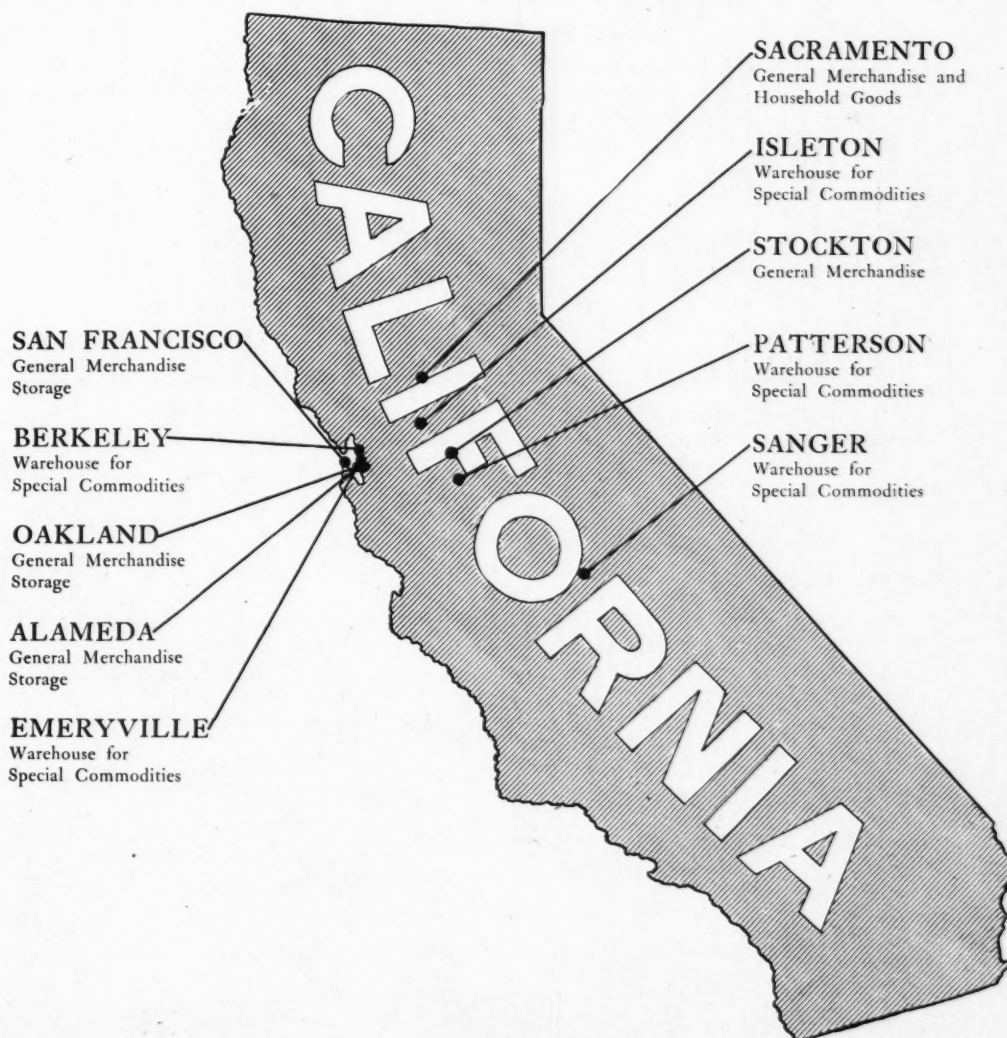 CALIFORNIA
SAN FRANCISCO
General Merchandise
Storage
BERKELEY
Warehouse for
Special Commodities
OAKLAND
General Merchandise
Storage
ALAMEDA
General Merchandise
Storage
EMERYVILLE
Warehouse for
Special Commodities
SACRAMENTO
General Merchandise and
Household Goods
ISLETON
Warehouse for
Special Commodities
STOCKTON
General Merchandise
PATTERSON
Warehouse for
Special Commodities
SANGER
Warehouse for
Special Commodities